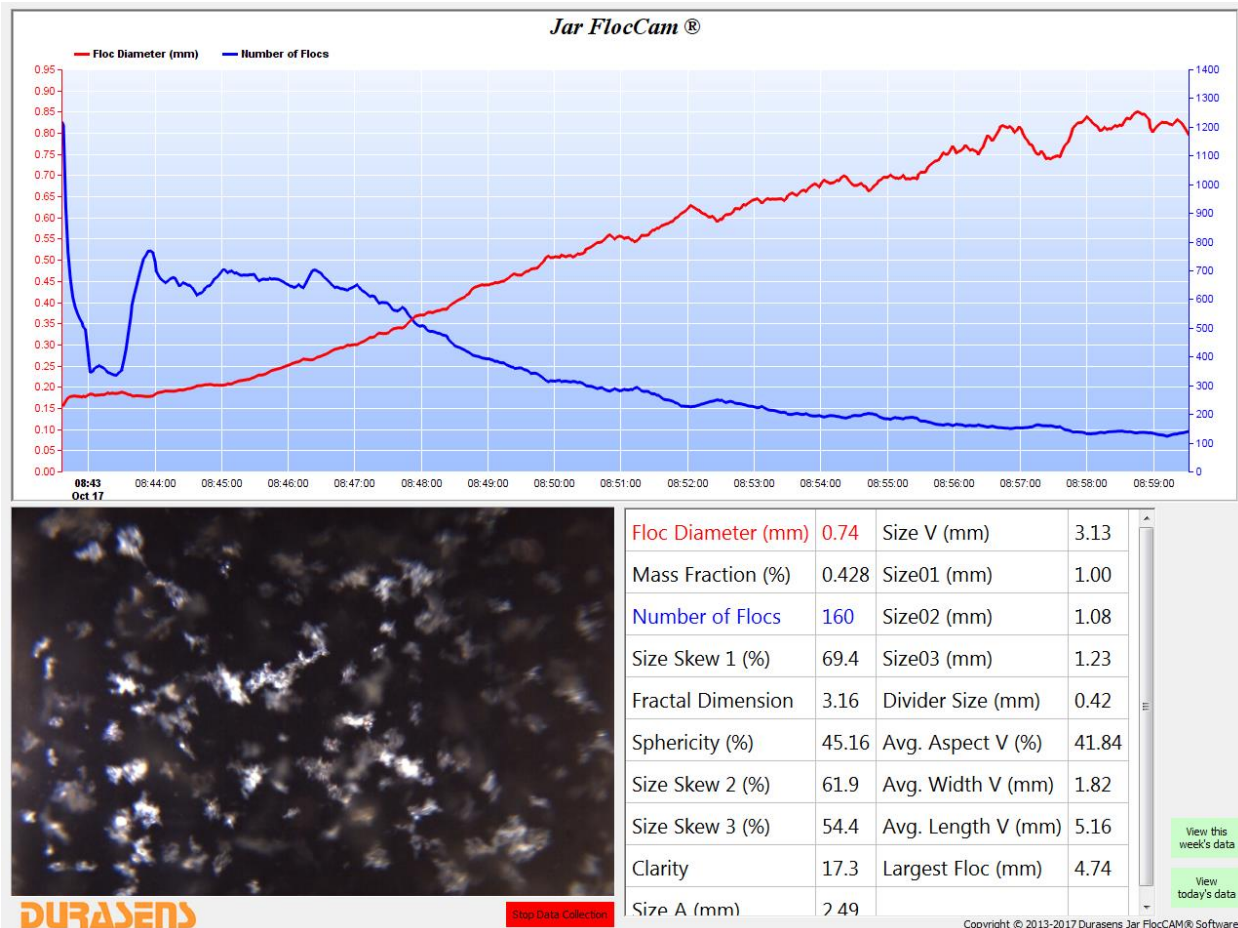 Jar FlocCam ®
Floc Diameter (mm) Number of Flocs
0.95 1400
0.90
0.85 1300
0.80 1200
0.75 1100
0.70 1000
0.65
0.60 900
0.55 800
0.50
0.45 700
0.40 600
0.35 500
0.30
0.25 400
0.20 300
0.15 200
0.10
0.05 100
0.00 0
08:43 08:44:00 08:45:00 08:46:00 08:47:00 08:48:00 08:49:00 08:50:00 08:51:00 08:52:00 08:53:00 08:54:00 08:55:00 08:56:00 08:57:00 08:58:00 08:59:00
Oct 17
Floc Diameter (mm) 0.74 Size V (mm) 3.13
Mass Fraction (%) 0.428 Size01 (mm) 1.00
Number of Flocs 160 Size02 (mm) 1.08
Size Skew 1 (%) 69.4 Size03 (mm) 1.23
Fractal Dimension 3.16 Divider Size (mm) 0.42
Sphericity (%) 45.16 Avg. Aspect V (%) 41.84
Size Skew 2 (%) 61.9 Avg. Width V (mm) 1.82
Size Skew 3 (%) 54.4 Avg. Length V (mm) 5.16
Clarity 17.3 Largest Floc (mm) 4.74
Size A (mm) 2.49
View this
week's data
View
today's data
DURASENS
Stop Data Collection
Copyright © 2013-2017 Durasens Jar FlocCAM® Software